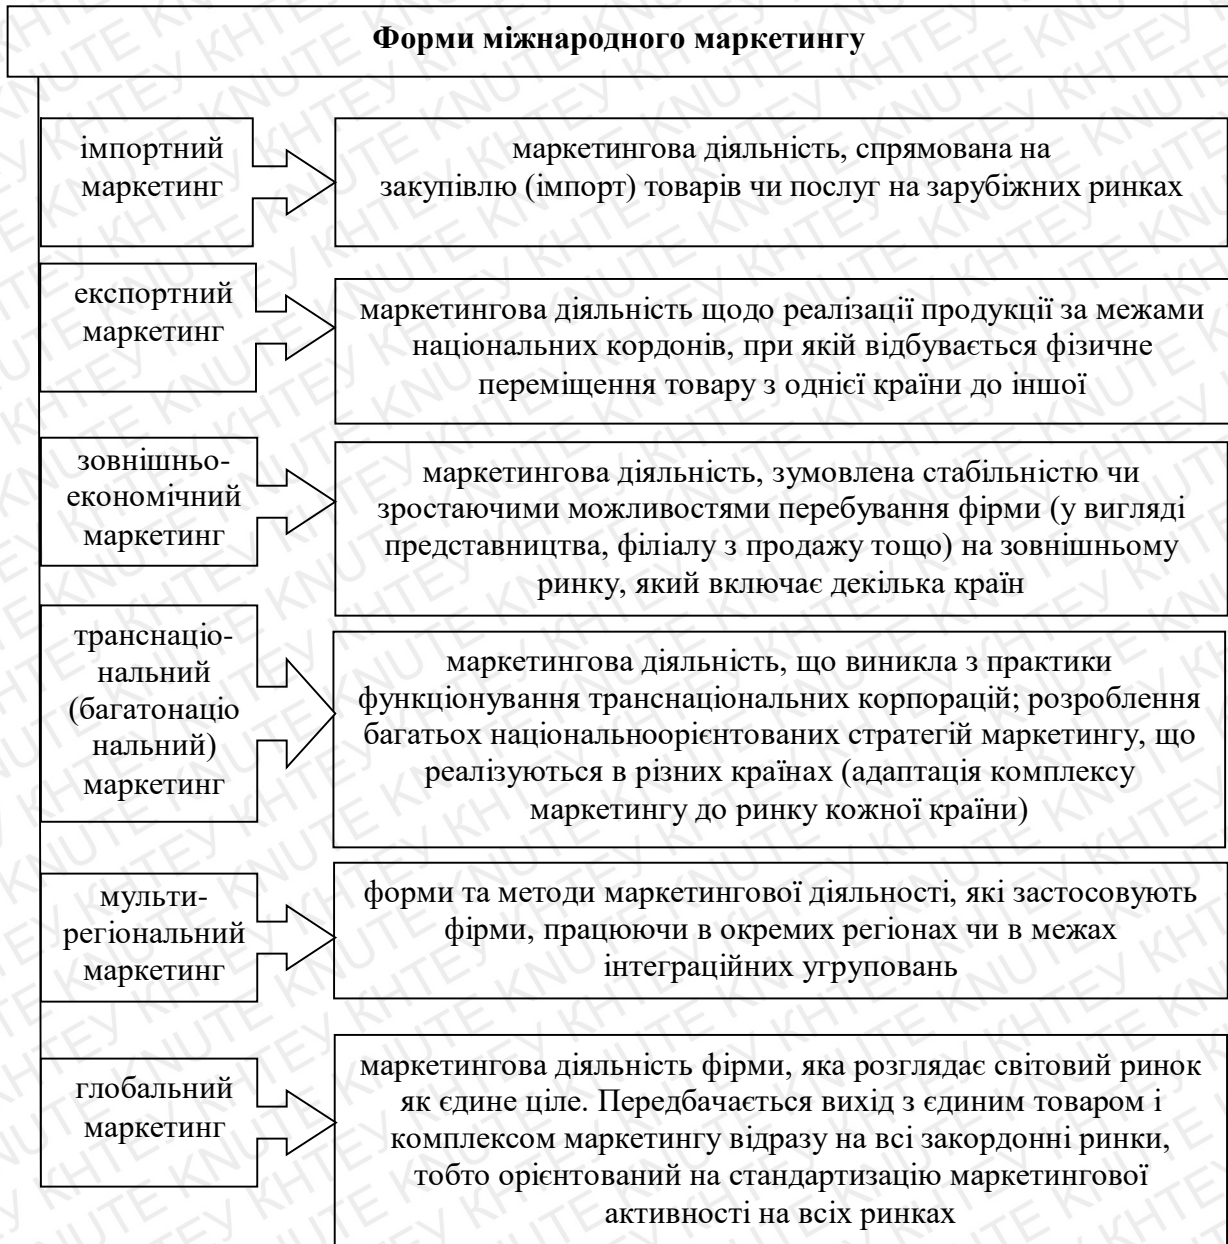 Форми міжнародного маркетингу
імпортний
маркетинг
маркетингова діяльність, спрямована на
закупівлю (імпорт) товарів чи послуг на зарубіжних ринках
експортний
маркетинг
маркетингова діяльність щодо реалізації продукції за межами
національних кордонів, при якій відбувається фізичне
переміщення товару з однієї країни до іншої
зовнішньо-
економічний
маркетинг
маркетингова діяльність, зумовлена стабільністю чи
зростаючими можливостями перебування фірми (у вигляді
представництва, філіалу з продажу тощо) на зовнішньому
ринку, який включає декілька країн
транснаціо-
нальний
(багатонаціо
нальний)
маркетинг
маркетингова діяльність, що виникла з практики
функціонування транснаціональних корпорацій; розроблення
багатьох національноорієнтованих стратегій маркетингу, що
реалізуються в різних країнах (адаптація комплексу
маркетингу до ринку кожної країни)
мульти-
регіональний
маркетинг
форми та методи маркетингової діяльності, які застосовують
фірми, працюючи в окремих регіонах чи в межах
інтеграційних угруповань
глобальний
маркетинг
маркетингова діяльність фірми, яка розглядає світовий ринок
як єдине ціле. Передбачається вихід з єдиним товаром і
комплексом маркетингу відразу на всі закордонні ринки,
тобто орієнтований на стандартизацію маркетингової
активності на всіх ринках